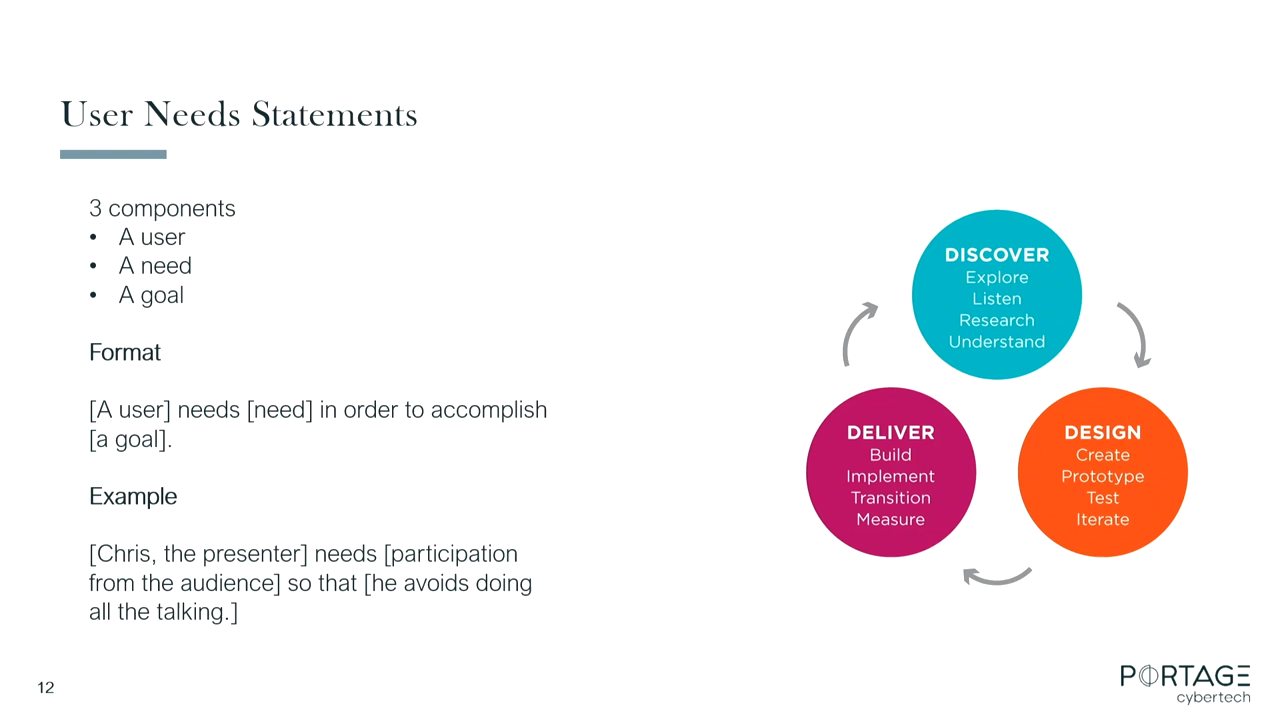 User Needs Statements
3 components
• A user
• A need
• A goal
Format
[A user] needs [need] in order to accomplish
[a goal].
Example
[Chris, the presenter] needs [participation
from the audience] so that [he avoids doing
all the talking.]
DISCOVER
Explore
Listen
Research
Understand
DELIVER
Build
Implement
Transition
Measure
DESIGN
Create
Prototype
Test
Iterate
12
PORTAGE
cybertech